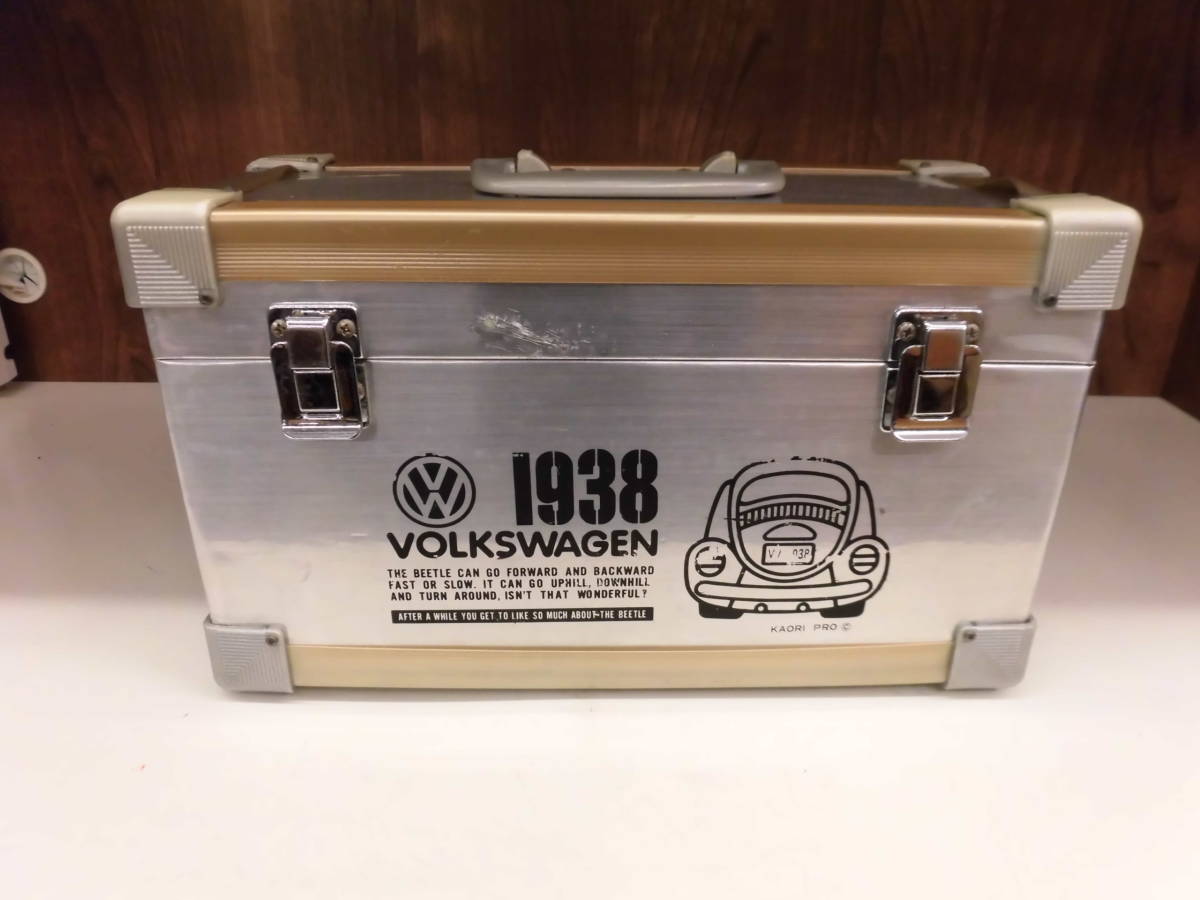 1938
VOLKSWAGEN
THE BEETLE CAN GO FORWARD AND BACKWARD
FAST OR SLOW. IT CAN GO UPHILL, DOWNHILL
AND TURN AROUND, ISN'T THAT WONDERFUL?
AFTER A WHILE YOU GET TO LIKE SO MUCH ABOUT THE BEETLE
KAORI PRO ©